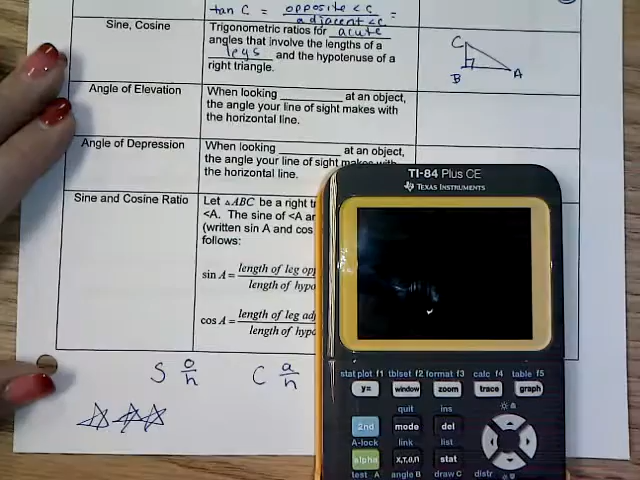 tan C = opposite <c =
adjacent <c
Sine, Cosine
Trigonometric ratios for acute
angles that involve the lengths of a
legs and the hypotenuse of a
right triangle.
C
B
A
Angle of Elevation
When looking ________ at an object,
the angle your line of sight makes with
the horizontal line.
Angle of Depression
When looking ________ at an object,
the angle your line of sight makes with
the horizontal line.
Sine and Cosine Ratio
Let △ABC be a right
<A. The sine of <A
(written sin A and cos
follows:
sin A = length of leg opp
length of hypo
cos A = length of leg adj
length of hypo
S o/h
C a/h
TI-84 Plus CE
TEXAS INSTRUMENTS
stat plot f1 tblset f2 format f3 calc f4 table f5
y= window zoom trace graph
quit ins
2nd mode del
A-lock link list
alpha X,T,θ,n stat
test A angle B draw C distr